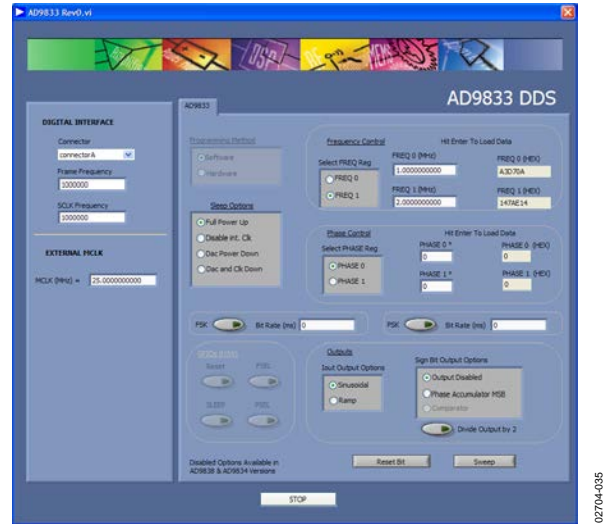 AD9833 Rev0.vi
DSP
RF
MEMS
AD9833 DDS
AD9833
DIGITAL INTERFACE
Connector
connectorA
Frame Frequency
1000000
SCLK Frequency
1000000
EXTERNAL MCLK
MCLK (MHz) = 25.0000000000
Programming Method
Software
Hardware
Sleep Options
Full Power Up
Disable int. Clk
Dac Power Down
Dac and Clk Down
Frequency Control
Hit Enter To Load Data
Select FREQ Reg
FREQ 0
FREQ 1
FREQ 0 (MHz)
1.0000000000
FREQ 0 (HEX)
A3D70A
FREQ 1 (MHz)
2.0000000000
FREQ 1 (HEX)
147AE14
Phase Control
Hit Enter To Load Data
Select PHASE Reg
PHASE 0
PHASE 1
PHASE 0 °
0
PHASE 0 (HEX)
0
PHASE 1 °
0
PHASE 1 (HEX)
0
FSK
Bit Rate (ms) 0
PSK
Bit Rate (ms) 0
Reset
SLEEP
Outputs
Iout Output Options
Sinusoidal
Ramp
Sign Bit Output Options
Output Disabled
Phase Accumulator MSB
Comparator
Divide Output by 2
Disabled Options Available in
AD9838 & AD9834 Versions
Reset Bit
Sweep
STOP
02704-035